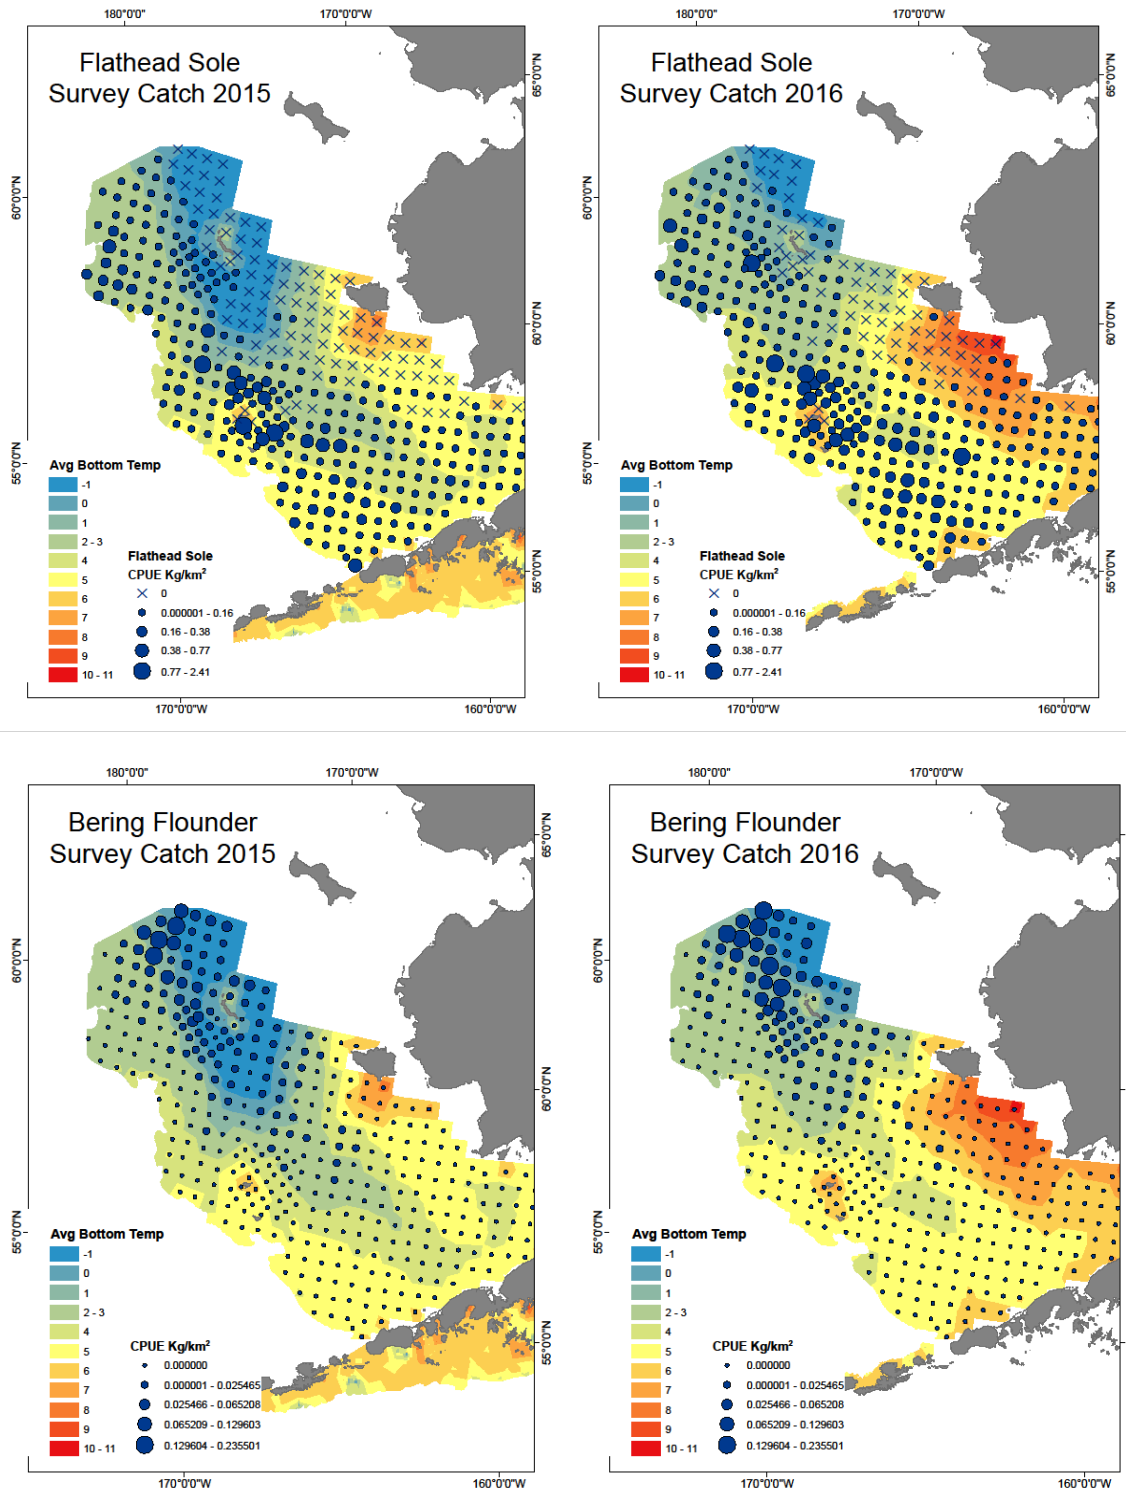 180°0'0"
170°0'0"W
180°0'0"W
170°0'0"W
Flathead Sole
Survey Catch 2015
65°0'0"N
60°0'0"N
60°0'0"N
55°0'0"N
55°0'0"N
Avg Bottom Temp
-1
0
1
2 - 3
4
5
6
7
8
9
10 - 11
Flathead Sole
CPUE Kg/km²
0
0.000001 - 0.16
0.16 - 0.38
0.38 - 0.77
0.77 - 2.41
170°0'0"W
160°0'0"W
Flathead Sole
Survey Catch 2016
65°0'0"N
60°0'0"N
60°0'0"N
55°0'0"N
55°0'0"N
Avg Bottom Temp
-1
0
1
2 - 3
4
5
6
7
8
9
10 - 11
Flathead Sole
CPUE Kg/km²
0
0.000001 - 0.16
0.16 - 0.38
0.38 - 0.77
0.77 - 2.41
170°0'0"W
160°0'0"W
180°0'0"W
170°0'0"W
180°0'0"W
170°0'0"W
Bering Flounder
Survey Catch 2015
65°0'0"N
60°0'0"N
60°0'0"N
55°0'0"N
55°0'0"N
Avg Bottom Temp
-1
0
1
2 - 3
4
5
6
7
8
9
10 - 11
CPUE Kg/km²
0.000000
0.000001 - 0.025465
0.025466 - 0.065208
0.065209 - 0.129603
0.129604 - 0.235501
170°0'0"W
160°0'0"W
Bering Flounder
Survey Catch 2016
60°0'0"N
55°0'0"N
Avg Bottom Temp
-1
0
1
2 - 3
4
5
6
7
8
9
10 - 11
CPUE Kg/km²
0.000000
0.000001 - 0.025465
0.025466 - 0.065208
0.065209 - 0.129603
0.129604 - 0.235501
170°0'0"W
160°0'0"W